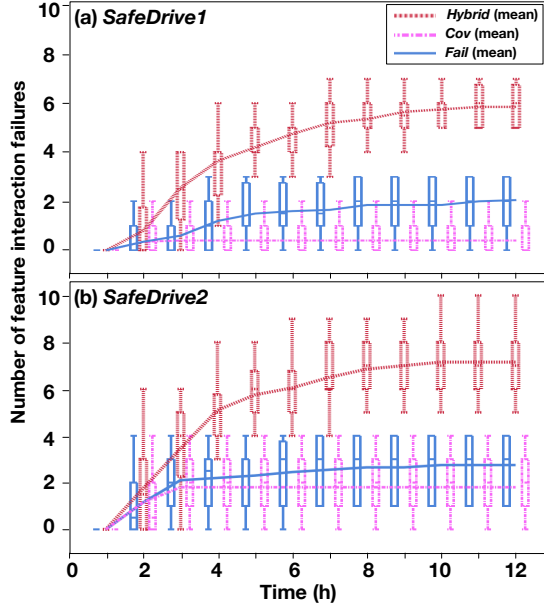 (a) SafeDrive1
Hybrid (mean)
Cov (mean)
Fail (mean)
10
8
6
4
2
0
(b) SafeDrive2
10
8
6
4
2
0
0 2 4 6 8 10 12
Time (h)
Number of feature interaction failures